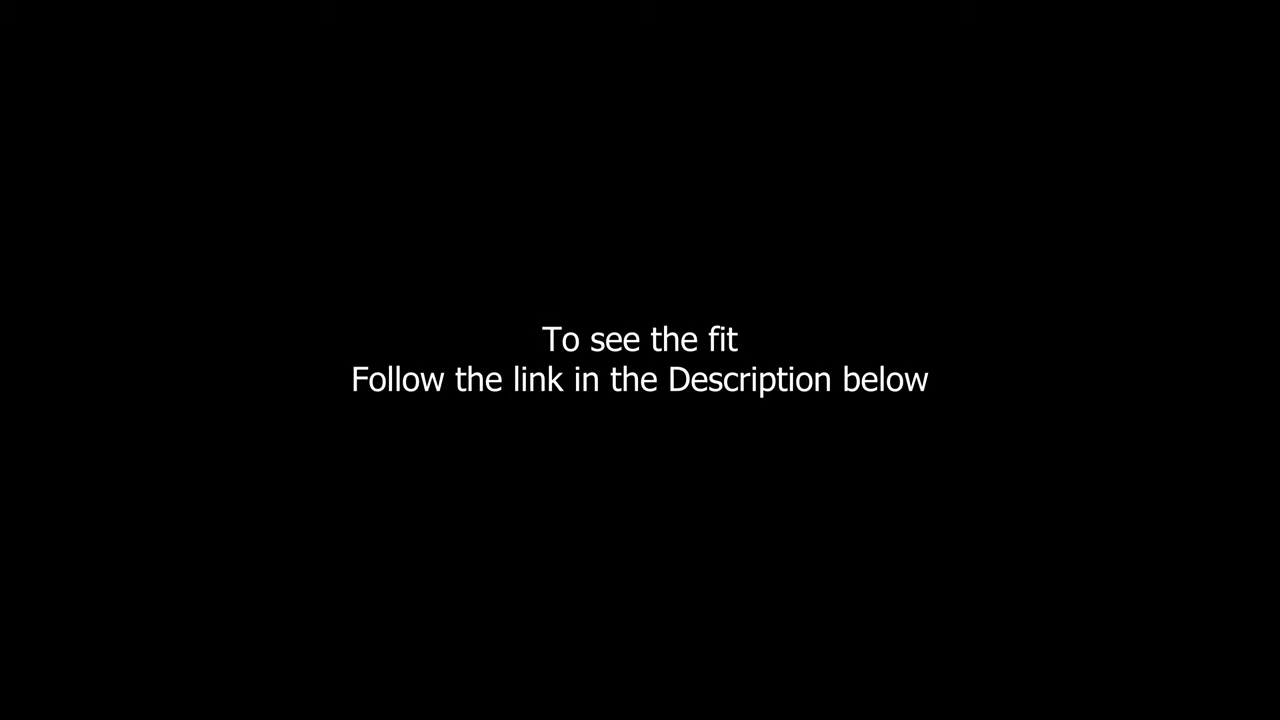 To see the fit
Follow the link in the Description below